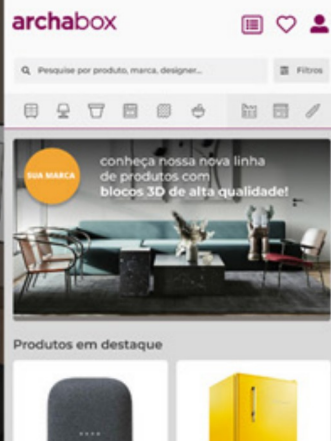 archabox
Pesquise por produto, marca, designer...
Filtros
SUA MARCA
conheça nossa nova linha
de produtos com
blocos 3D de alta qualidade!
Produtos em destaque